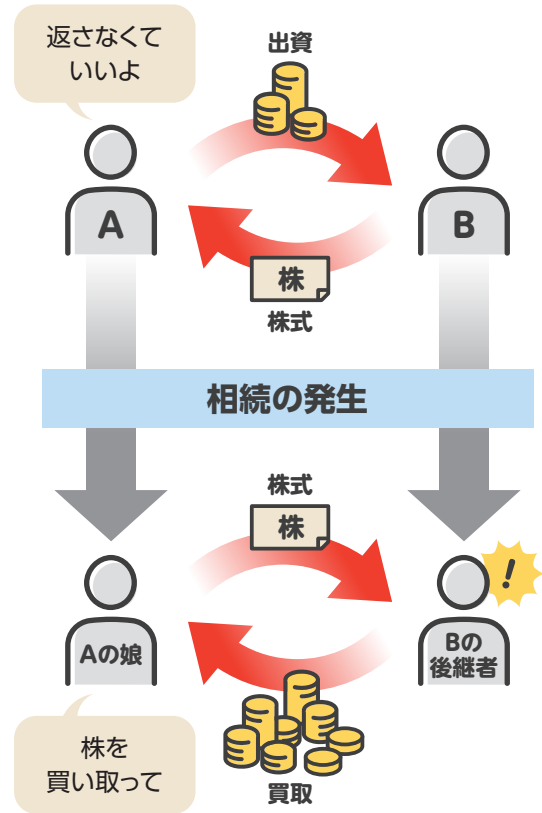 返さなくて
いいよ
出資
A
B
株
株式
相続の発生
株式
株
!
Aの娘
Bの
後継者
株を
買い取って
買取